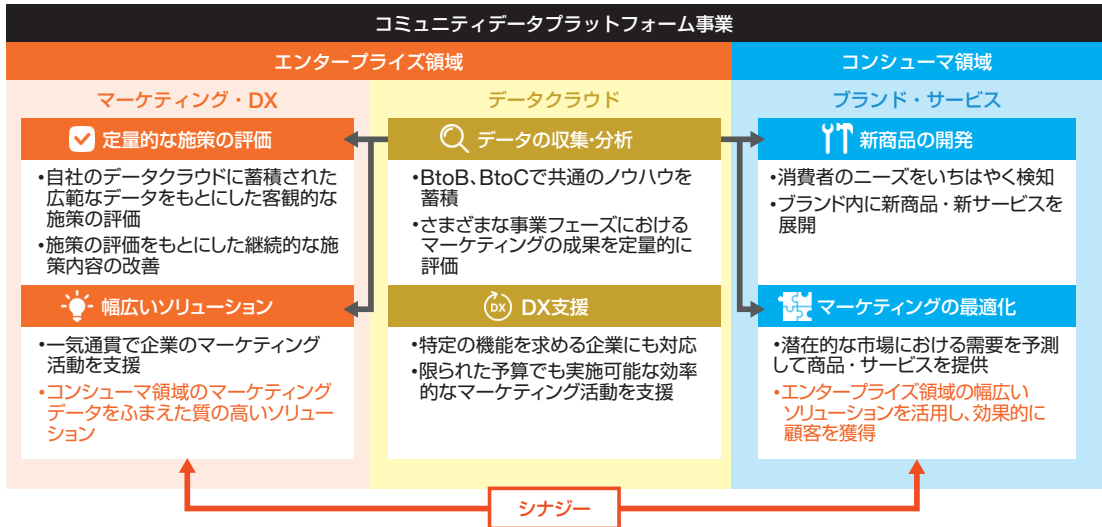 コミュニティデータプラットフォーム事業
エンタープライズ領域
コンシューマ領域
マーケティング・DX
データクラウド
ブランド・サービス
定量的な施策の評価
・自社のデータクラウドに蓄積された
広範なデータをもとにした客観的な
施策の評価
・施策の評価をもとにした継続的な施
策内容の改善
幅広いソリューション
・一気通貫で企業のマーケティング
活動を支援
・コンシューマ領域のマーケティング
データをふまえた質の高いソリュー
ション
データの収集・分析
・BtoB、BtoCで共通のノウハウを
蓄積
・さまざまな事業フェーズにおける
マーケティングの成果を定量的に
評価
DX
DX支援
・特定の機能を求める企業にも対応
・限られた予算でも実施可能な効率
的なマーケティング活動を支援
新商品の開発
・消費者のニーズをいちはやく検知
・ブランド内に新商品・新サービスを
展開
マーケティングの最適化
・潜在的な市場における需要を予測
して商品・サービスを提供
・エンタープライズ領域の幅広い
ソリューションを活用し、効果的に
顧客を獲得
シナジー